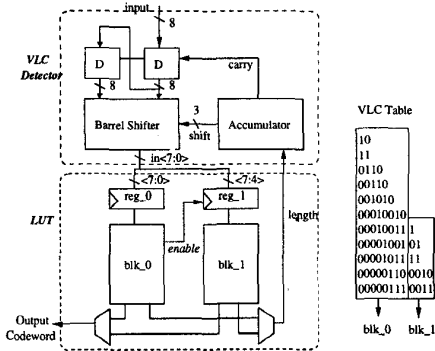 input
8
VLC
Detector
D
D
carry
8
8
Barrel Shifter
3
shift
Accumulator
in<7:0>
<7:0>
<7:4>
LUT
reg_0
reg_1
length
enable
blk_0
blk_1
Output
Codeword
VLC Table
10
11
0110
00110
001010
00010010
00010011 1
00001001 01
00001011 11
00000110 0010
00000111 0011
blk_0
blk_1